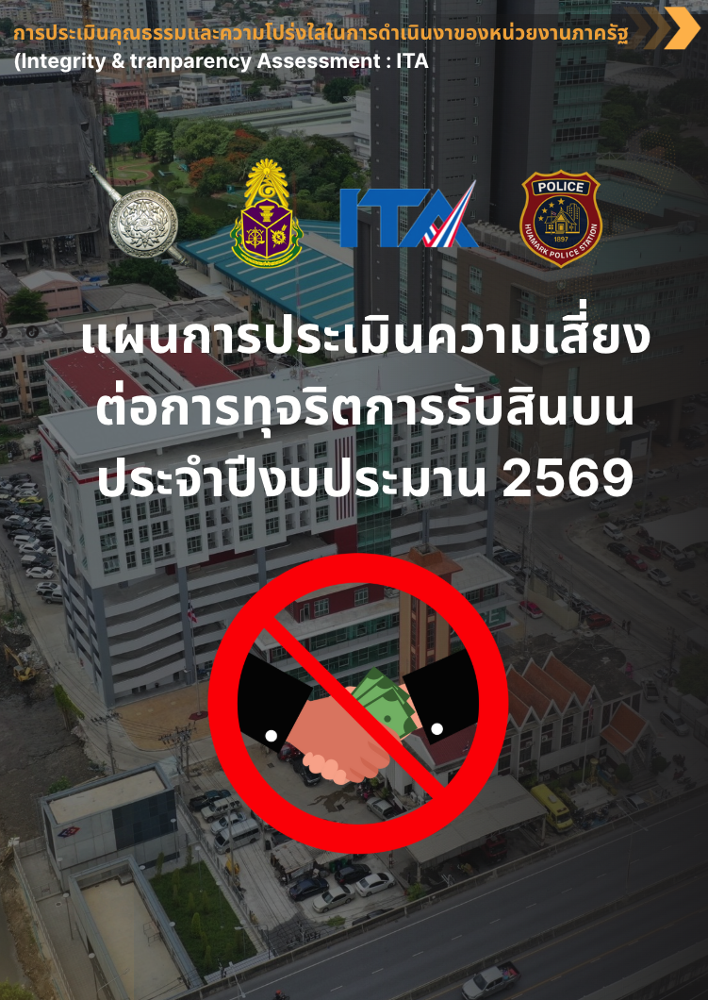 การประเมินคุณธรรมและความโปร่งใสในการดำเนินงาของหน่วยงานภาครัฐ
(Integrity & tranparency Assessment : ITA
ITA
POLICE
1897
HUAMARK POLICE STATION
แผนการประเมินความเสี่ยง
ต่อการทุจริตการรับสินบน
ประจำปีงบประมาน 2569